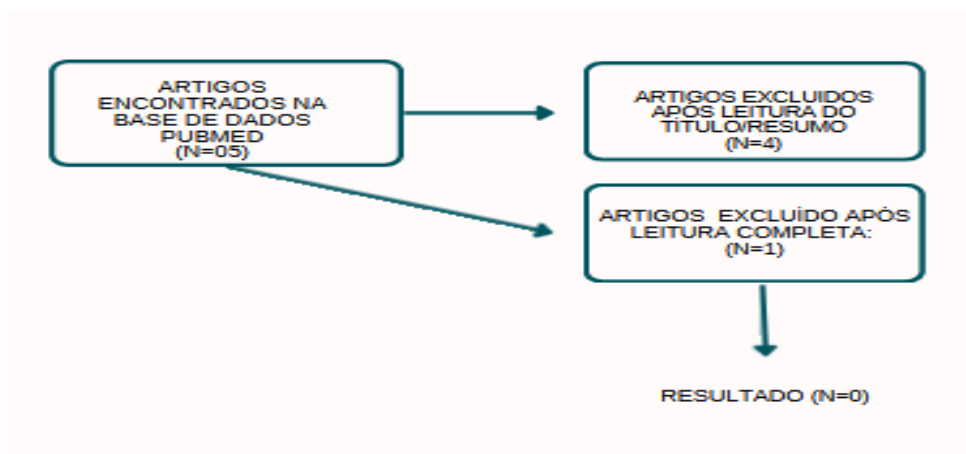 ARTIGOS
ENCONTRADOS NA
BASE DE DADOS
PUBMED
(N=05)
ARTIGOS EXCLUIDOS
APÓS LEITURA DO
TÍTULO/RESUMO
(N=4)
ARTIGOS EXCLUÍDO APÓS
LEITURA COMPLETA:
(N=1)
RESULTADO (N=0)